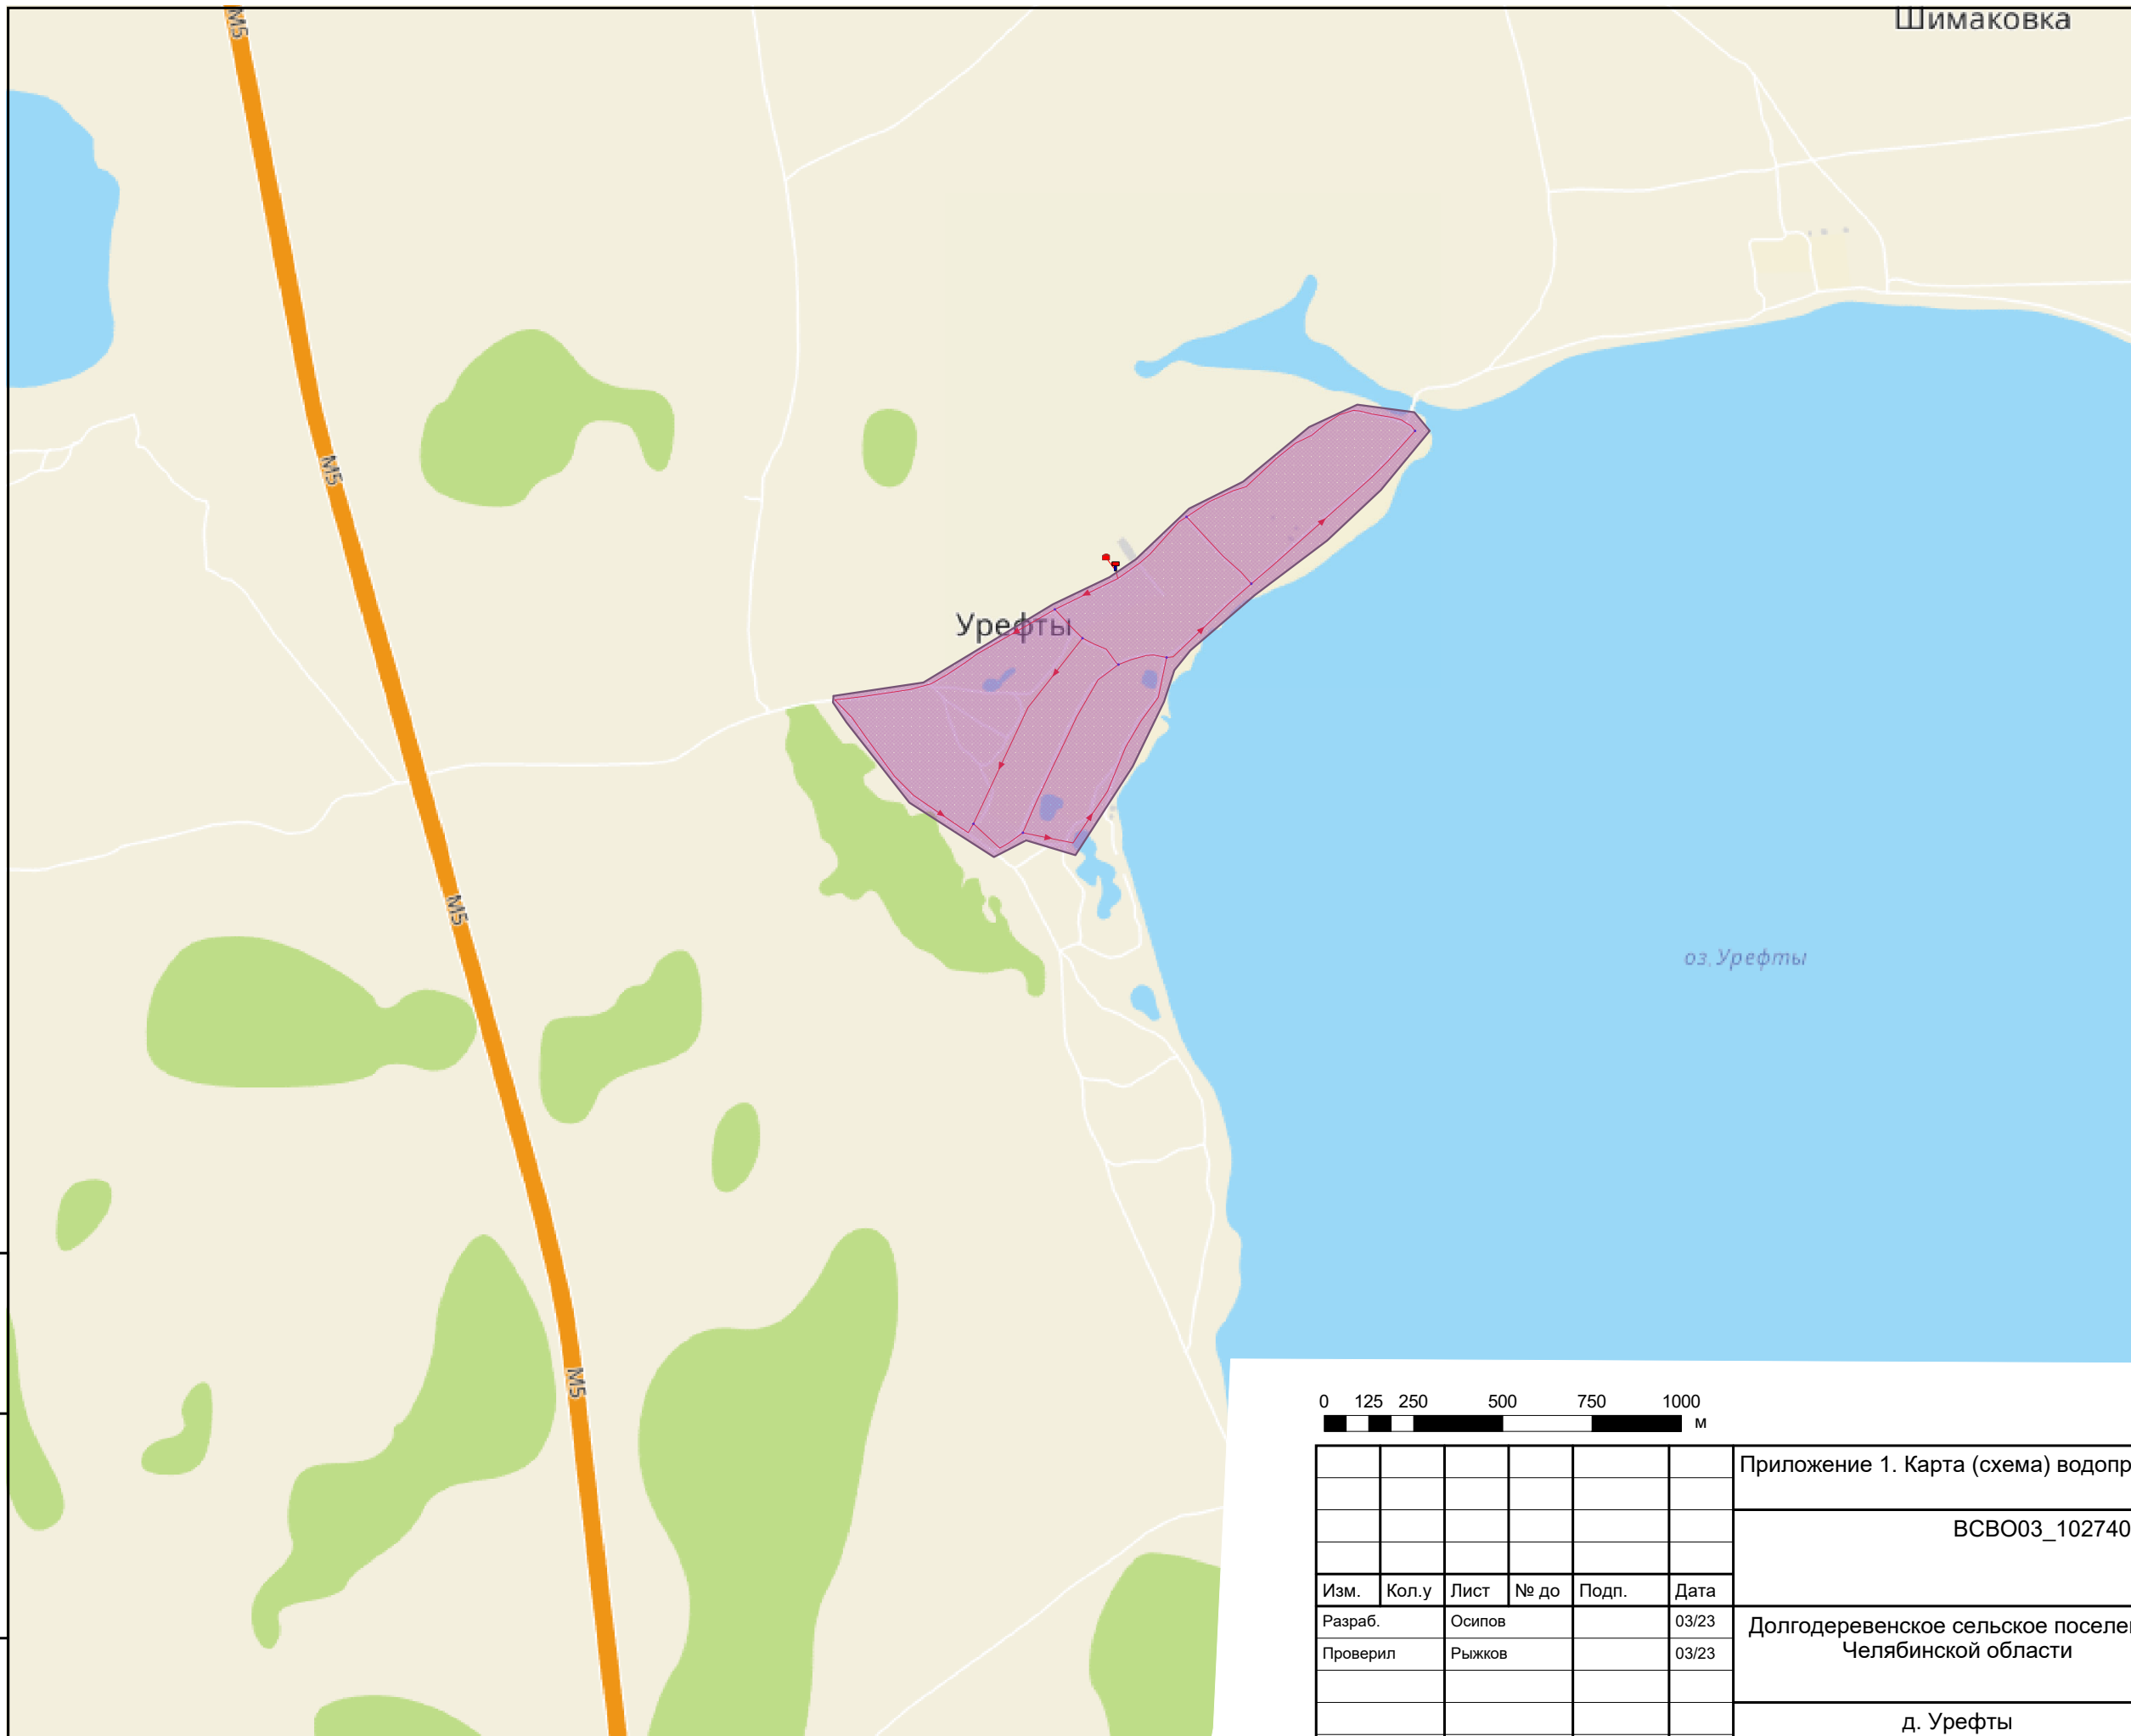 М5
Шимаковка
М5
Урефты
М5
оз.Урефты
М5
0 125 250 500 750 1000
м
Приложение 1. Карта (схема) водопр
ВСВО03_102740
Изм. Кол.у Лист № до Подп. Дата
Разраб. Осипов 03/23
Долгодеревенское сельское поселе
Проверил Рыжков 03/23
Челябинской области
д. Урефты